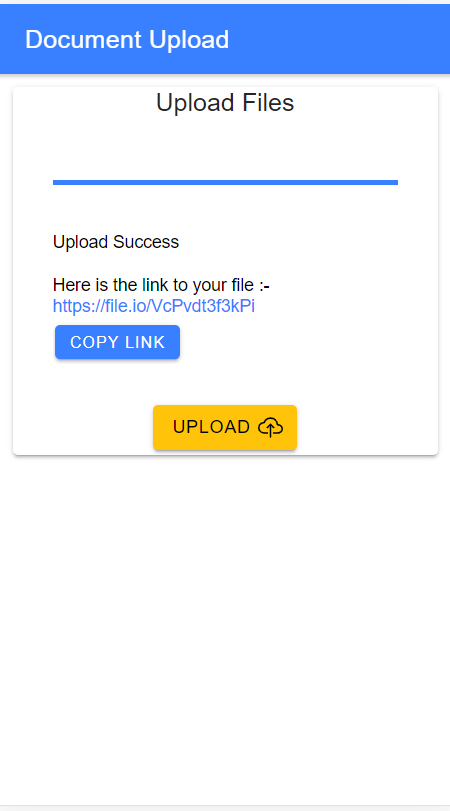 Document Upload
Upload Files
Upload Success
Here is the link to your file :-
https://file.io/VcPvdt3f3kPi
COPY LINK
UPLOAD